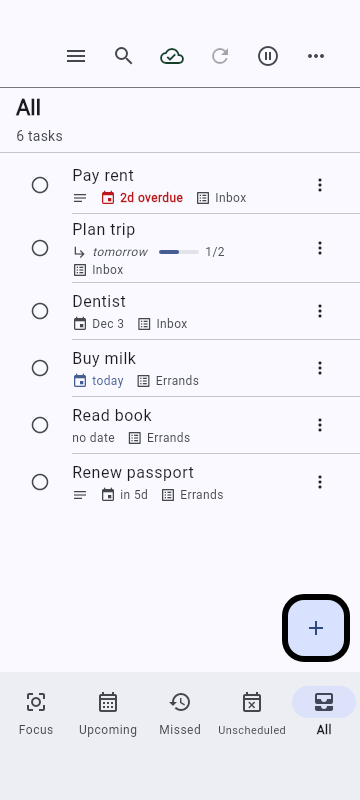 All
6 tasks
Pay rent
2d overdue Inbox
Plan trip
tomorrow 1/2
Inbox
Dentist
Dec 3 Inbox
Buy milk
today Errands
Read book
no date Errands
Renew passport
in 5d Errands
Focus Upcoming Missed Unscheduled All